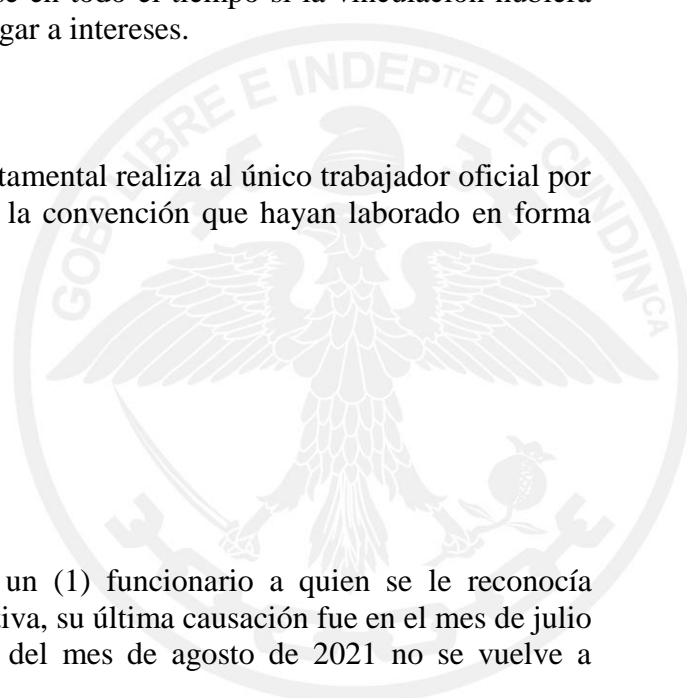 se en todo el tiempo si la vinculación hubiera
gar a intereses.
GOBº LIBRE E INDEPTE DE CUNDINCA
tamental realiza al único trabajador oficial por
la convención que hayan laborado en forma
un (1) funcionario a quien se le reconocía
tiva, su última causación fue en el mes de julio
del mes de agosto de 2021 no se vuelve a